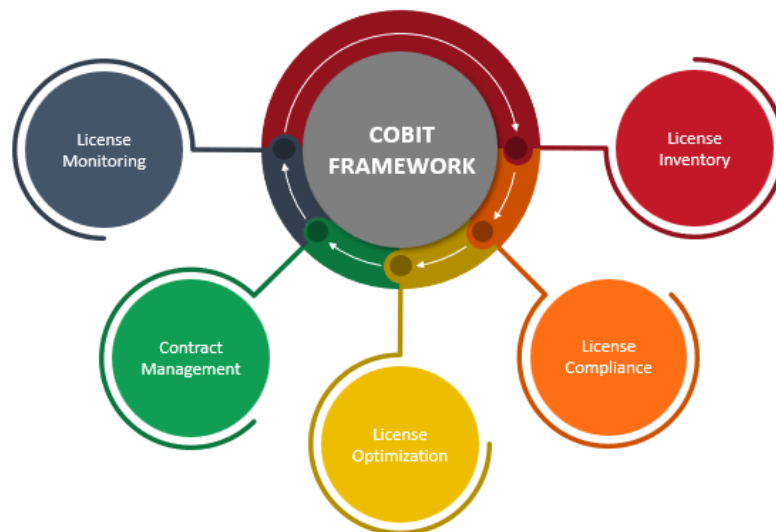 COBIT
FRAMEWORK
License
Monitoring
License
Inventory
Contract
Management
License
Compliance
License
Optimization